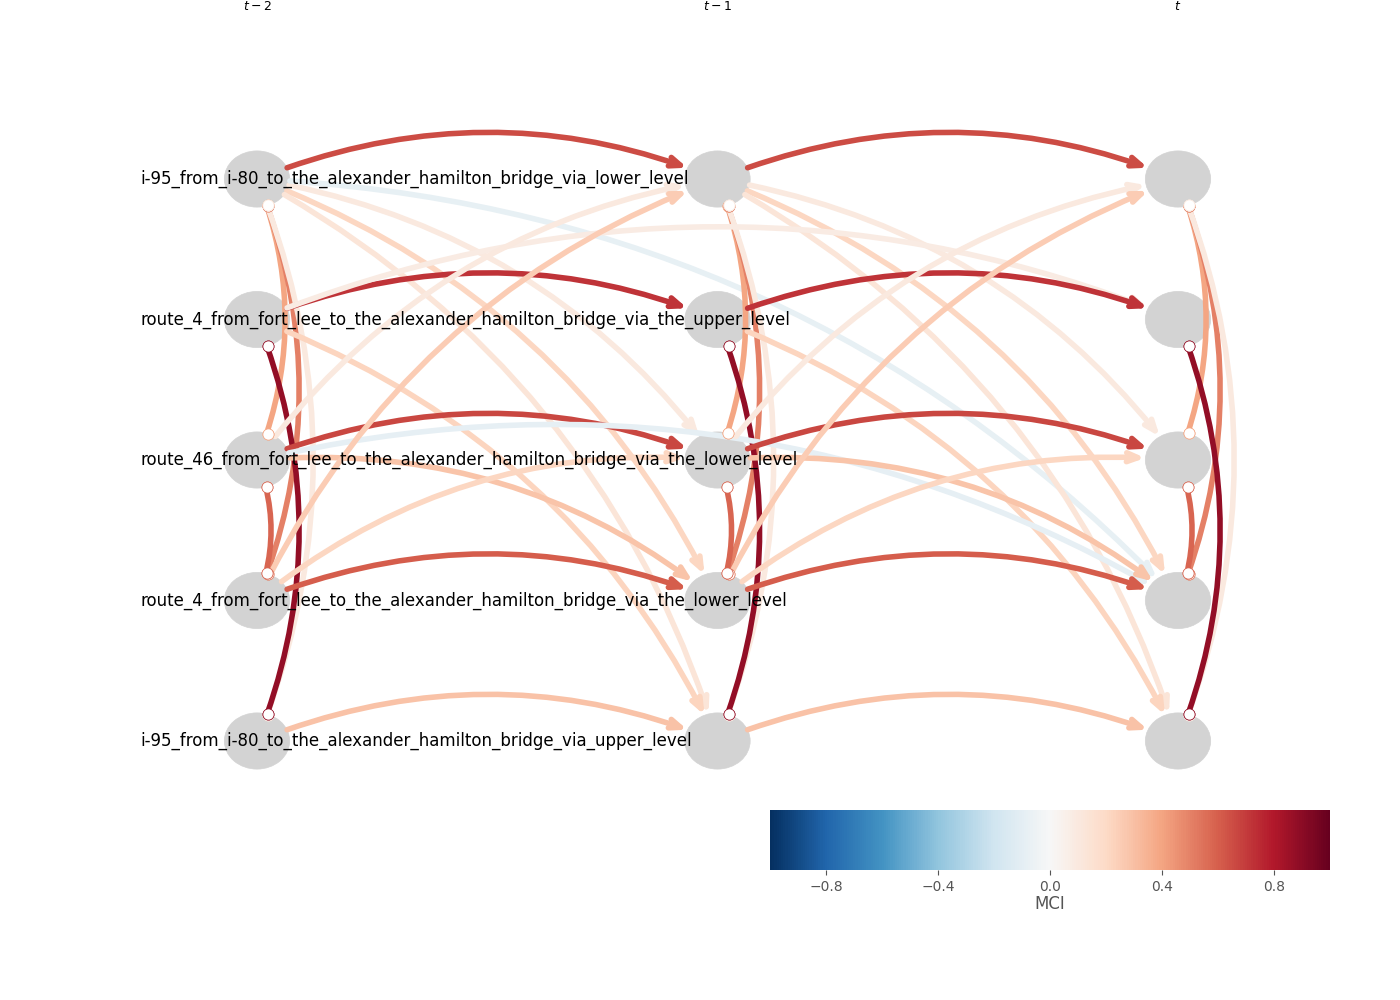 t − 2 t − 1 t
i-95_from_i-80_to_the_alexander_hamilton_bridge_via_lower_level
route_4_from_fort_lee_to_the_alexander_hamilton_bridge_via_the_upper_level
route_46_from_fort_lee_to_the_alexander_hamilton_bridge_via_the_lower_level
route_4_from_fort_lee_to_the_alexander_hamilton_bridge_via_the_lower_level
i-95_from_i-80_to_the_alexander_hamilton_bridge_via_upper_level
−0.8 −0.4 0.0 0.4 0.8
MCI